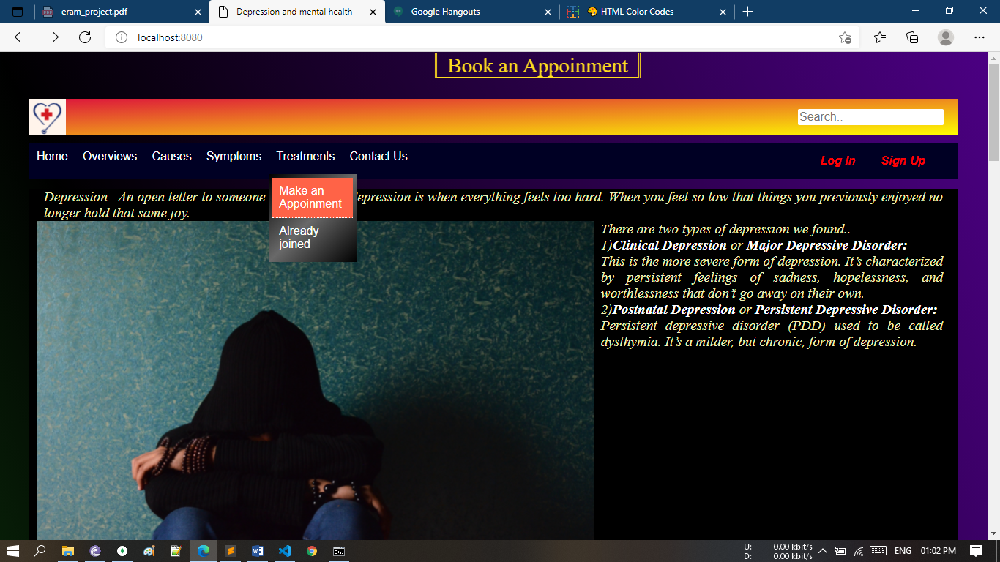 eram_project.pdf
Depression and mental health
Google Hangouts
HTML Color Codes
localhost:8080
Book an Appoinment
Search..
Home Overviews Causes Symptoms Treatments Contact Us Log In Sign Up
Make an
Appoinment
Already
joined
Depression– An open letter to someone depression is when everything feels too hard. When you feel so low that things you previously enjoyed no
longer hold that same joy.
There are two types of depression we found..
1)Clinical Depression or Major Depressive Disorder:
This is the more severe form of depression. It's characterized
by persistent feelings of sadness, hopelessness, and
worthlessness that don't go away on their own.
2)Postnatal Depression or Persistent Depressive Disorder:
Persistent depressive disorder (PDD) used to be called
dysthymia. It's a milder, but chronic, form of depression.
U: 0.00 kbit/s
D: 0.00 kbit/s
ENG 01:02 PM